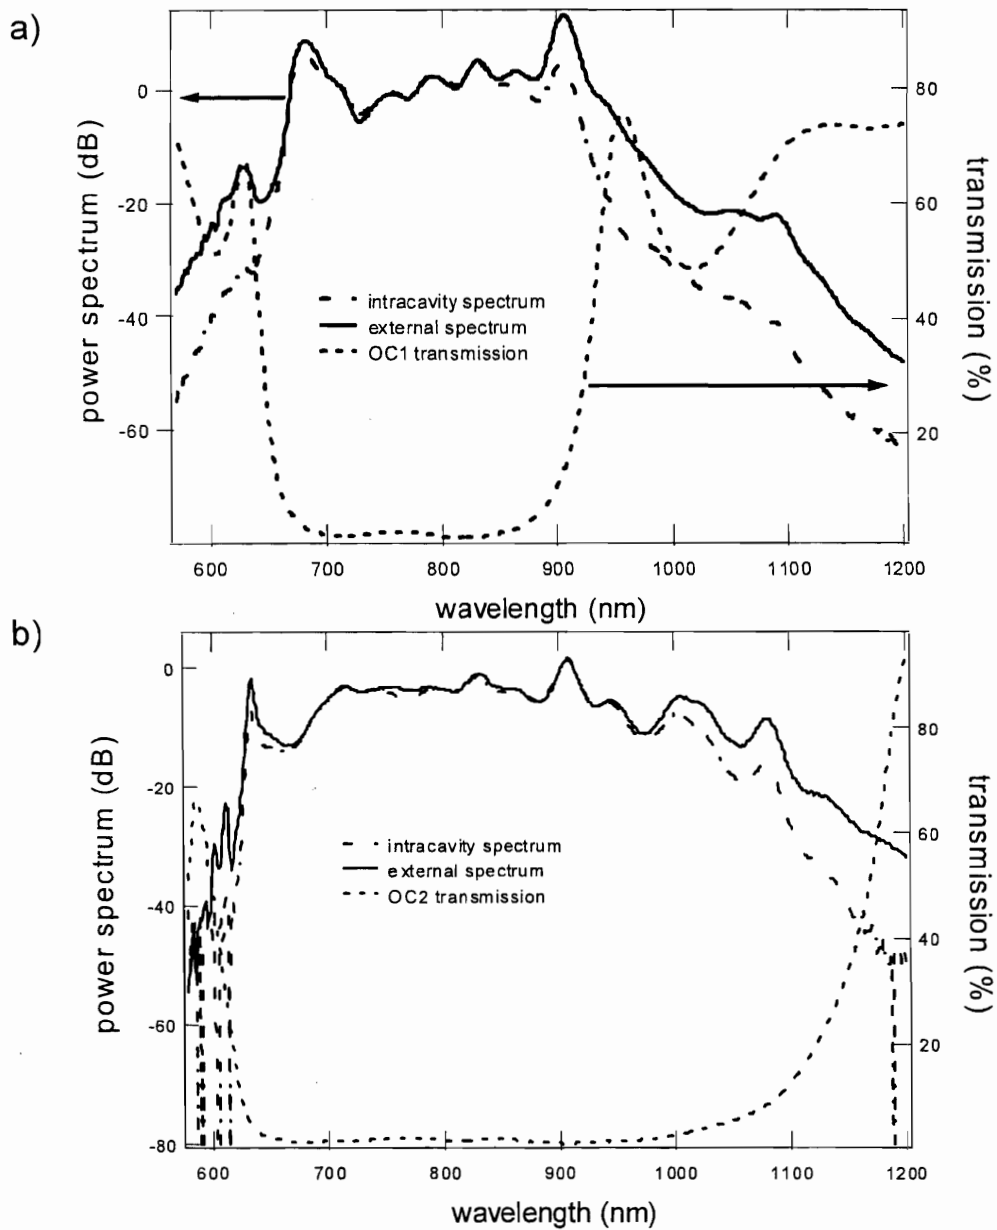 a)
power spectrum (dB)
0
-20
-40
-60
80
60
40
20
transmission (%)
intracavity spectrum
external spectrum
OC1 transmission
600 700 800 900 1000 1100 1200
wavelength (nm)
b)
power spectrum (dB)
0
-20
-40
-60
-80
80
60
40
20
transmission (%)
intracavity spectrum
external spectrum
OC2 transmission
600 700 800 900 1000 1100 1200
wavelength (nm)